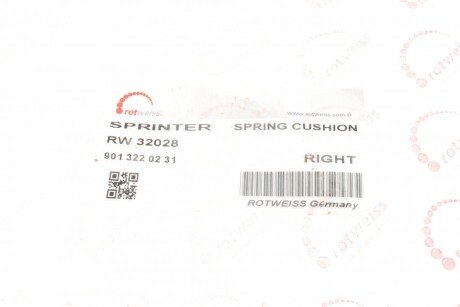 rotweiss
www.rotweiss.com.tr
SPRINTER SPRING CUSHION
RW 32028
901 322 02 31 RIGHT
ROTWEISS Germany